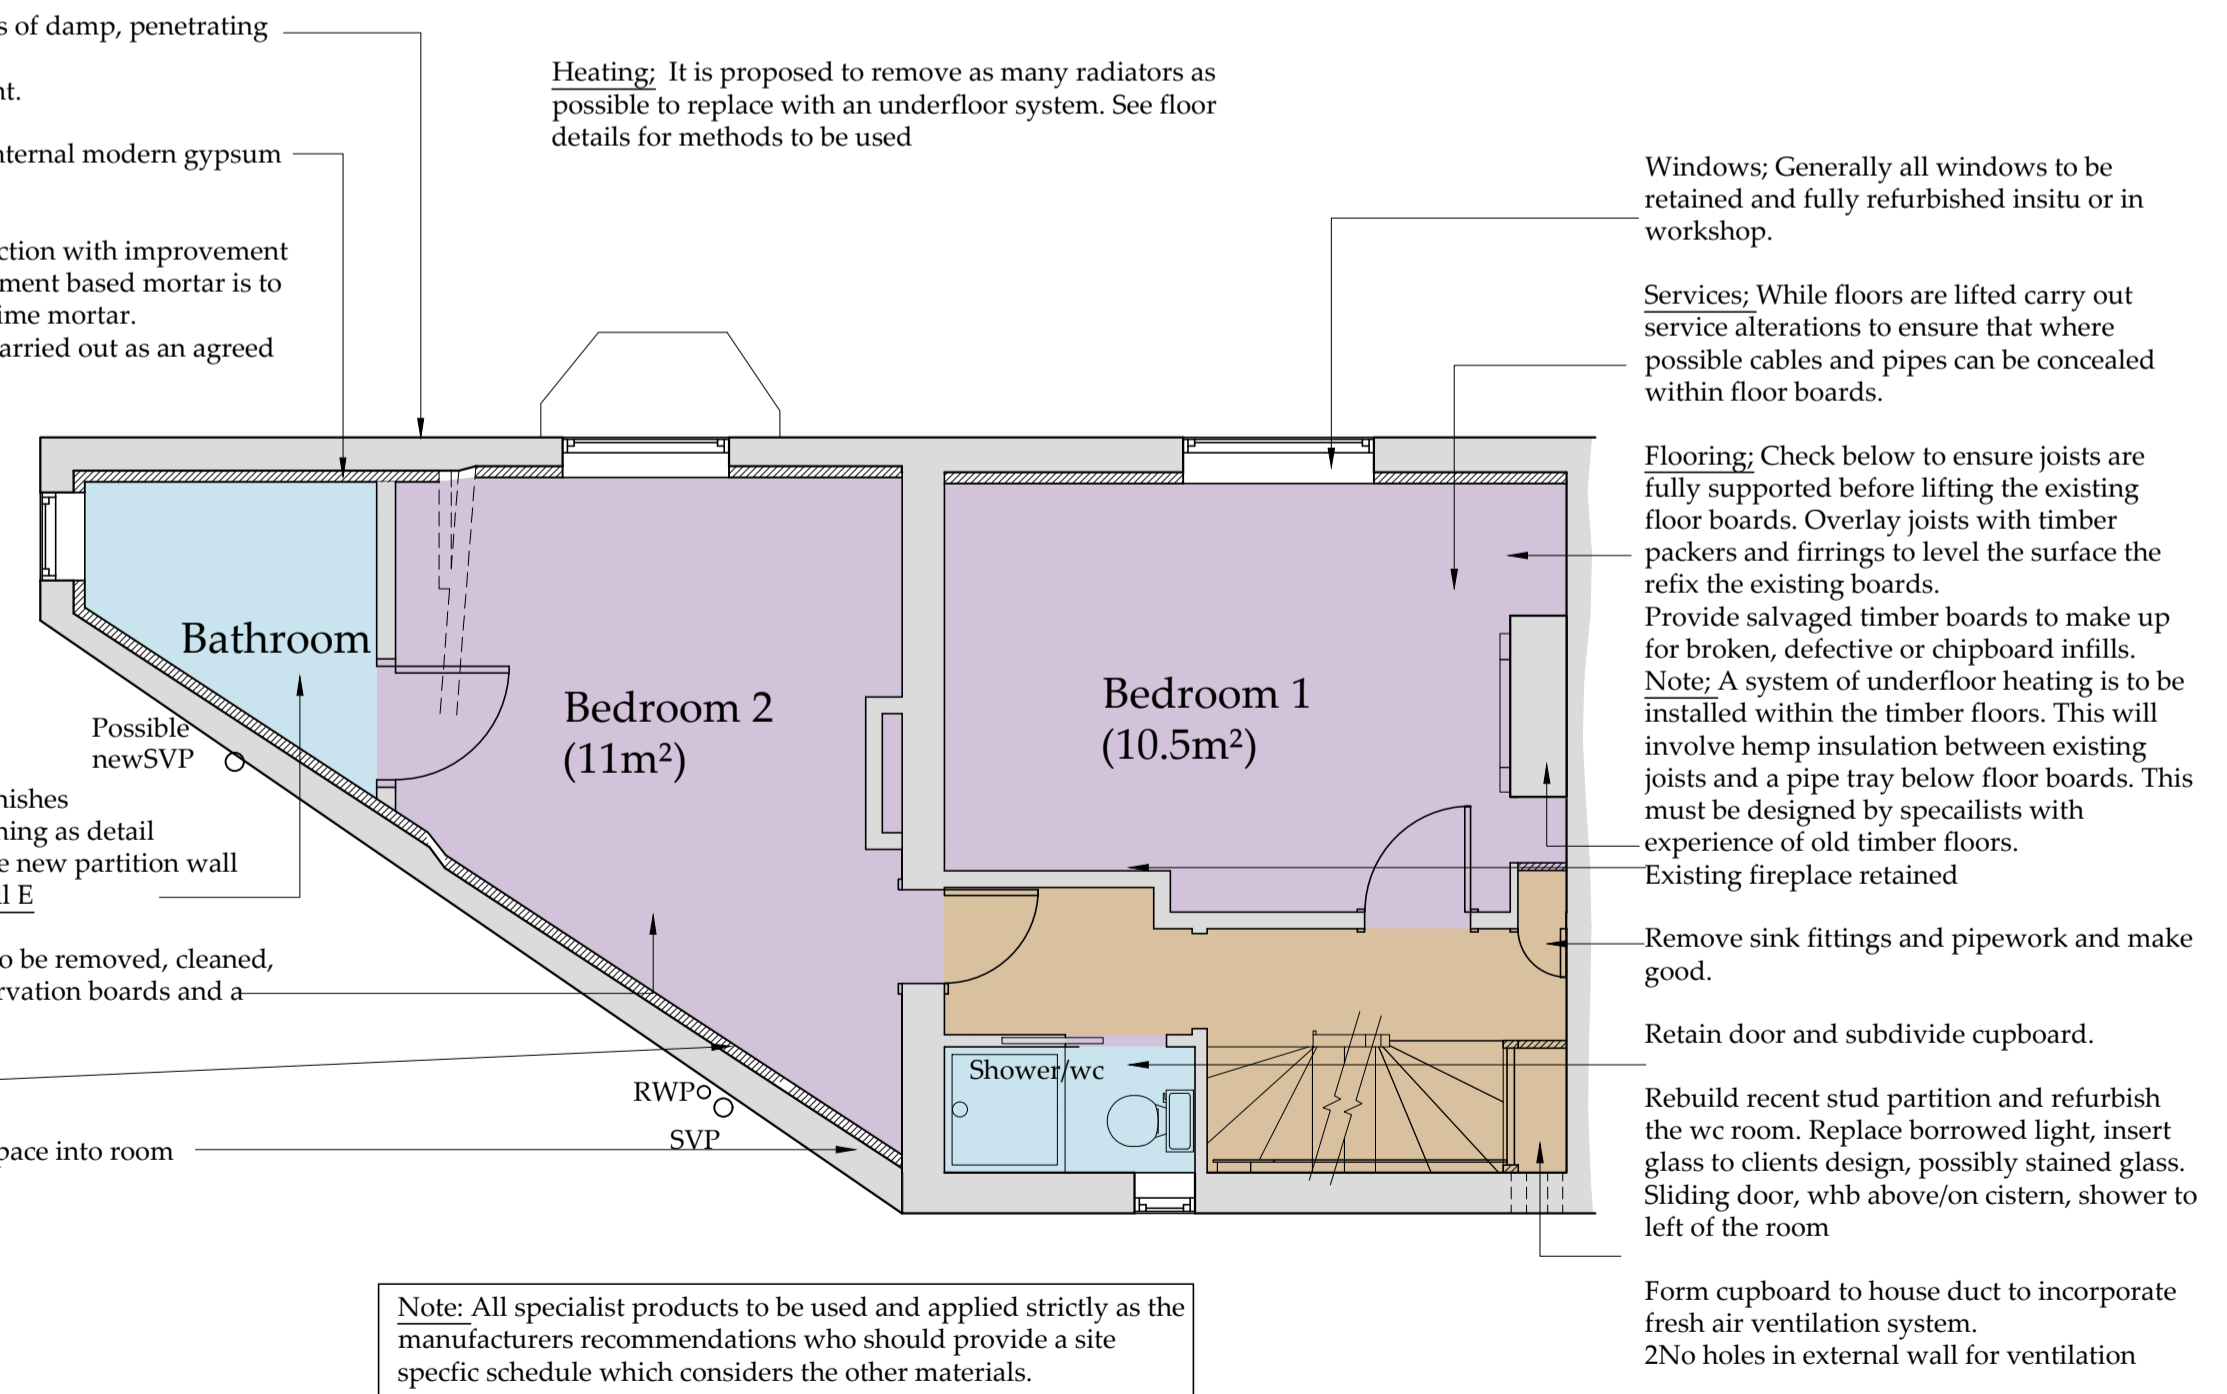 s of damp, penetrating
nt.
nternal modern gypsum
ction with improvement
ment based mortar is to
ime mortar.
arried out as an agreed
Heating; It is proposed to remove as many radiators as
possible to replace with an underfloor system. See floor
details for methods to be used
Bathroom
Possible
newSVP
Bedroom 2
(11m²)
Bedroom 1
(10.5m²)
nishes
ning as detail
e new partition wall
ll E
o be removed, cleaned,
rvation boards and a
pace into room
RWP
SVP
Shower/wc
Windows; Generally all windows to be
retained and fully refurbished insitu or in
workshop.
Services; While floors are lifted carry out
service alterations to ensure that where
possible cables and pipes can be concealed
within floor boards.
Flooring; Check below to ensure joists are
fully supported before lifting the existing
floor boards. Overlay joists with timber
packers and firrings to level the surface the
refix the existing boards.
Provide salvaged timber boards to make up
for broken, defective or chipboard infills.
Note; A system of underfloor heating is to be
installed within the timber floors. This will
involve hemp insulation between existing
joists and a pipe tray below floor boards. This
must be designed by specailists with
experience of old timber floors.
Existing fireplace retained
Remove sink fittings and pipework and make
good.
Retain door and subdivide cupboard.
Rebuild recent stud partition and refurbish
the wc room. Replace borrowed light, insert
glass to clients design, possibly stained glass.
Sliding door, whb above/on cistern, shower to
left of the room
Form cupboard to house duct to incorporate
fresh air ventilation system.
2No holes in external wall for ventilation
Note: All specialist products to be used and applied strictly as the
manufacturers recommendations who should provide a site
specfic schedule which considers the other materials.